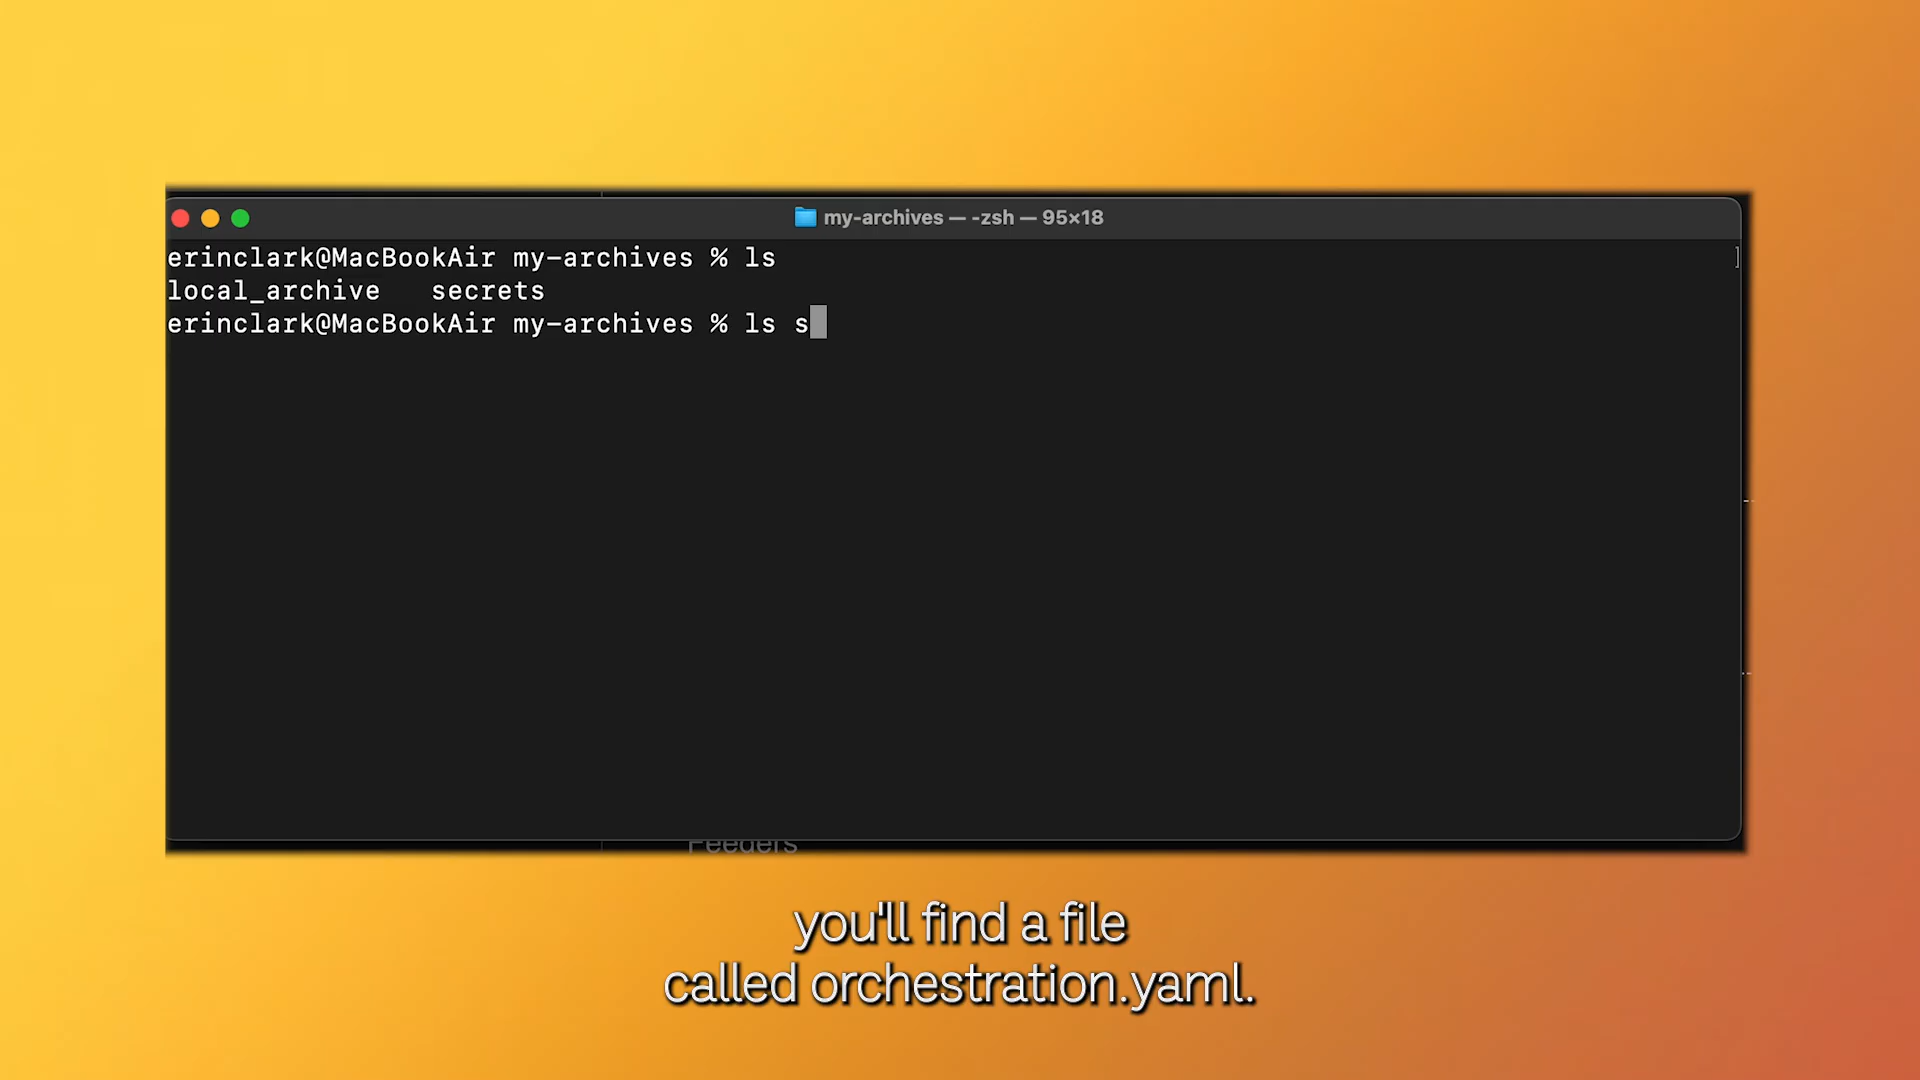 my-archives — -zsh — 95×18
erinclark@MacBookAir my-archives % ls
local_archive secrets
erinclark@MacBookAir my-archives % ls s
Feeders
you'll find a file
called orchestration.yaml.